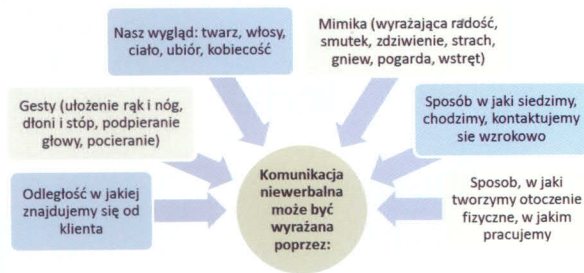 Nasz wygląd: twarz, włosy,
ciało, ubiór, kobiecość
Mimika (wyrażająca radość,
smutek, zdziwienie, strach,
gniew, pogarda, wstręt)
Gesty (ułożenie rąk i nóg,
dłoni i stóp, podpieranie
głowy, pocieranie)
Sposób w jaki siedzimy,
chodzimy, kontaktujemy
sie wzrokowo
Odległość w jakiej
znajdujemy się od
klienta
Komunikacja
niewerbalna
może być
wyrażana
poprzez:
Sposob, w jaki
tworzymy otoczenie
fizyczne, w jakim
pracujemy